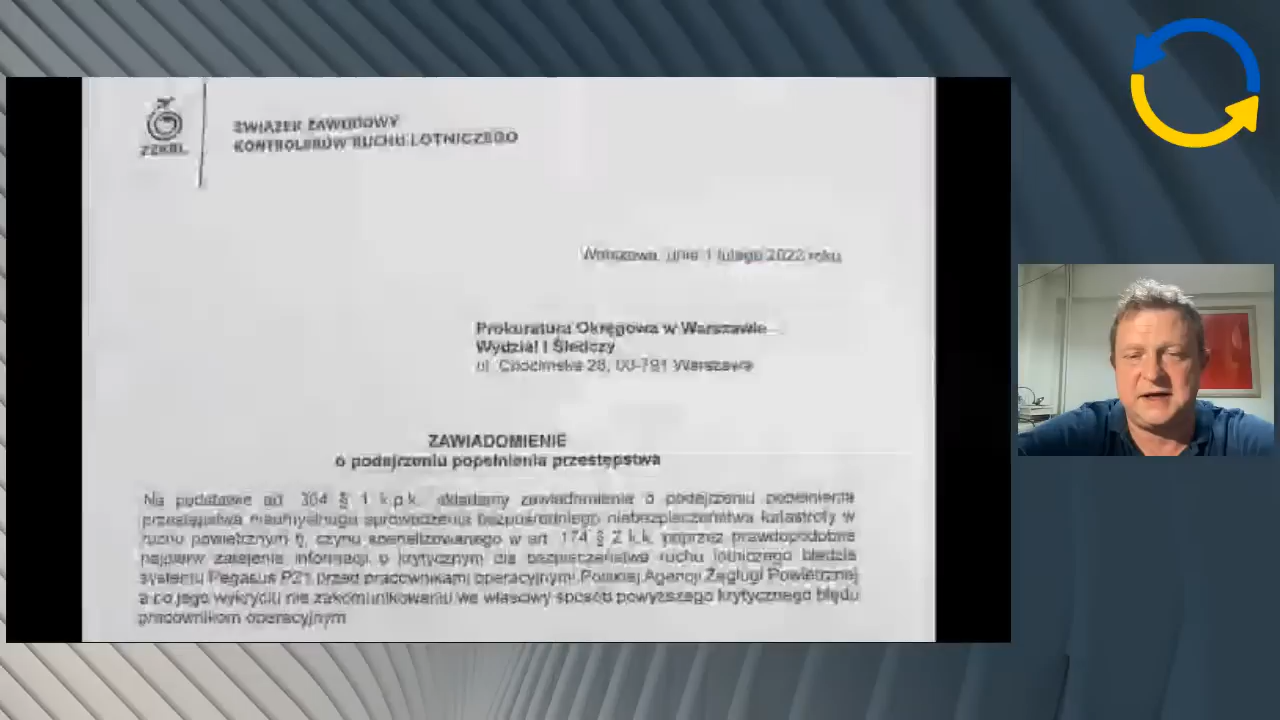 ZZKRL
ZWIĄZEK ZAWODOWY
KONTROLERÓW RUCHU LOTNICZEGO
Warszawa, dnia 1 lutego 2022 roku
Prokuratura Okręgowa w Warszawie
Wydział I Śledczy
ul. Chocimska 28, 00-791 Warszawa
ZAWIADOMIENIE
o podejrzeniu popełnienia przestępstwa
Na podstawie art. 304 § 1 k.p.k. składamy zawiadomienie o podejrzeniu popełnienia
przestępstwa nieumyślnego sprowadzenia bezpośredniego niebezpieczeństwa katastrofy w
ruchu powietrznym tj. czynu spenalizowanego w art. 174 § 2 k.k. poprzez prawdopodobne
najpierw zatajenie informacji o krytycznym dla bezpieczeństwa ruchu lotniczego błędzie
systemu Pegasus P21 przed pracownikami operacyjnymi Polskiej Agencji Żeglugi Powietrznej
a po jego wykryciu nie zakomunikowaniu we właściwy sposób powyższego krytycznego błędu
pracownikom operacyjnym